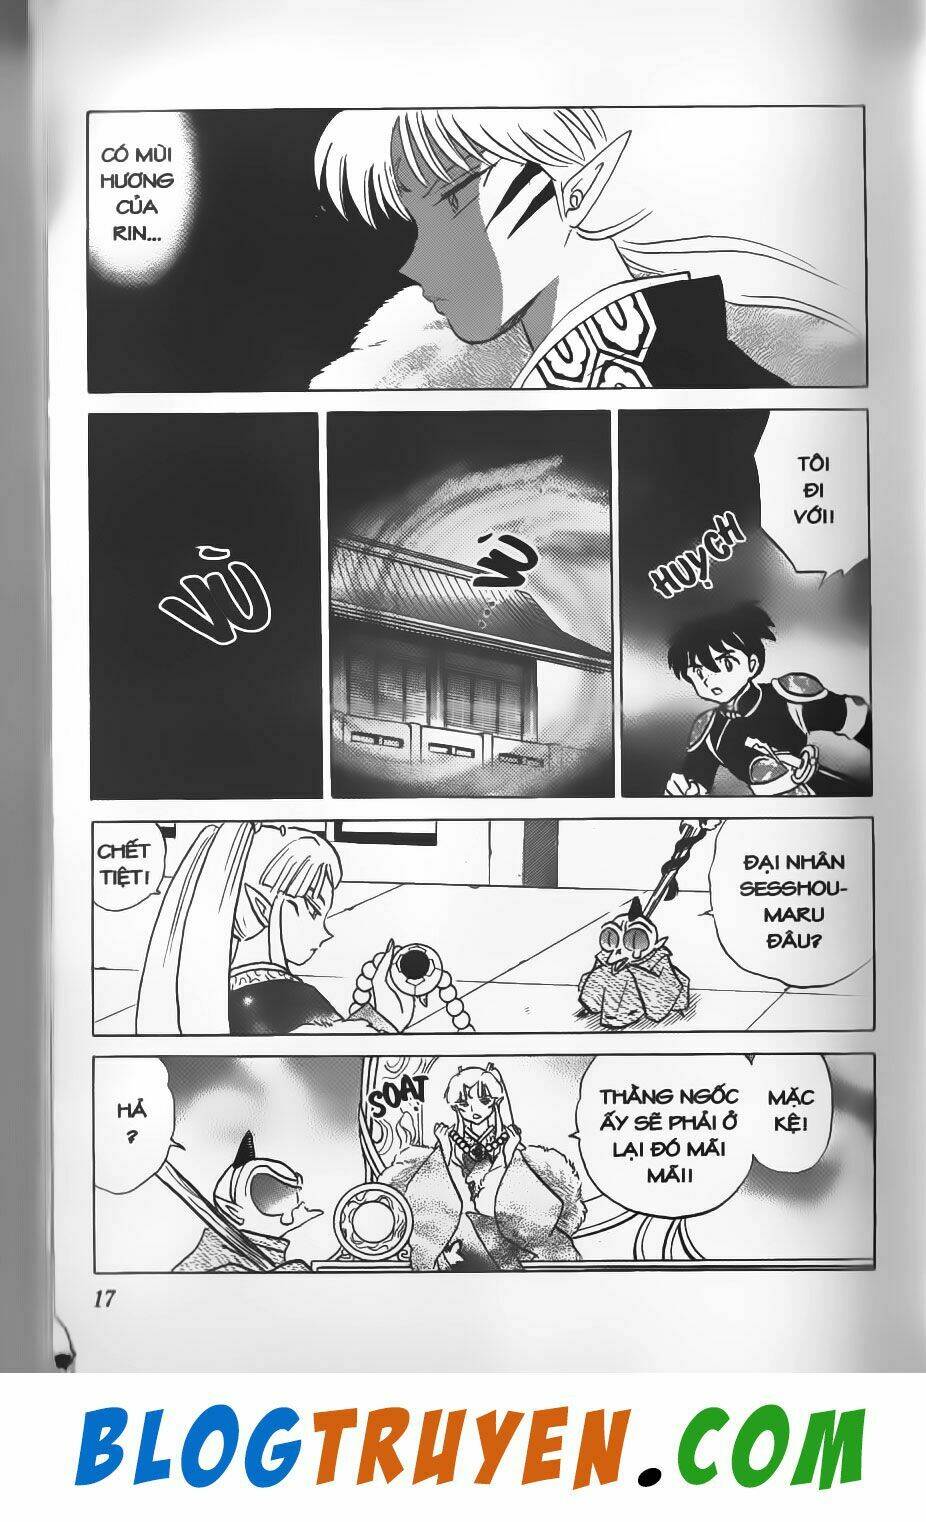 CÓ MÙI
HƯƠNG
CỦA
RIN...
TÔI
ĐI
VỚI!
HUỴCH
VÙ
VÙ
ĐẠI NHÂN
SESSHOU-
MARU
ĐÂU?
CHẾT
TIỆT!
MẶC
KỆ!
THẰNG NGỐC
ẤY SẼ PHẢI Ở
LẠI ĐÓ MÃI
MÃI!
SOẠT
HẢ
?
17
BLOGTRUYEN.COM